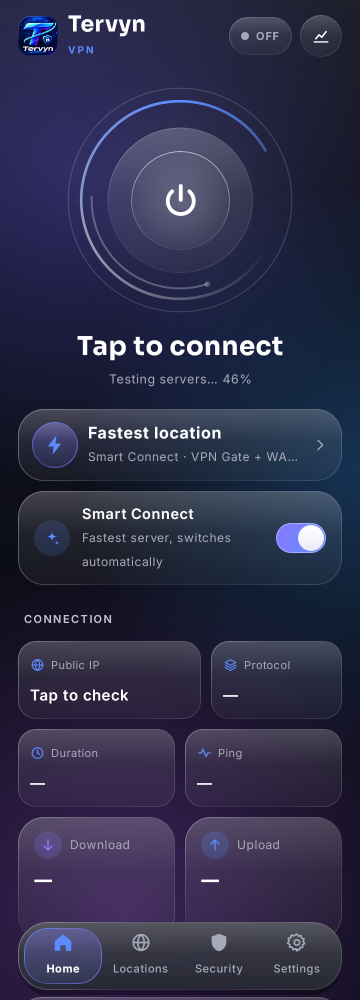 Tervyn
Tervyn
VPN
OFF
Tap to connect
Testing servers... 46%
Fastest location
Smart Connect · VPN Gate + WA...
Smart Connect
Fastest server, switches
automatically
CONNECTION
Public IP
Tap to check
Protocol
—
Duration
—
Ping
—
Download
—
Upload
—
Home
Locations
Security
Settings